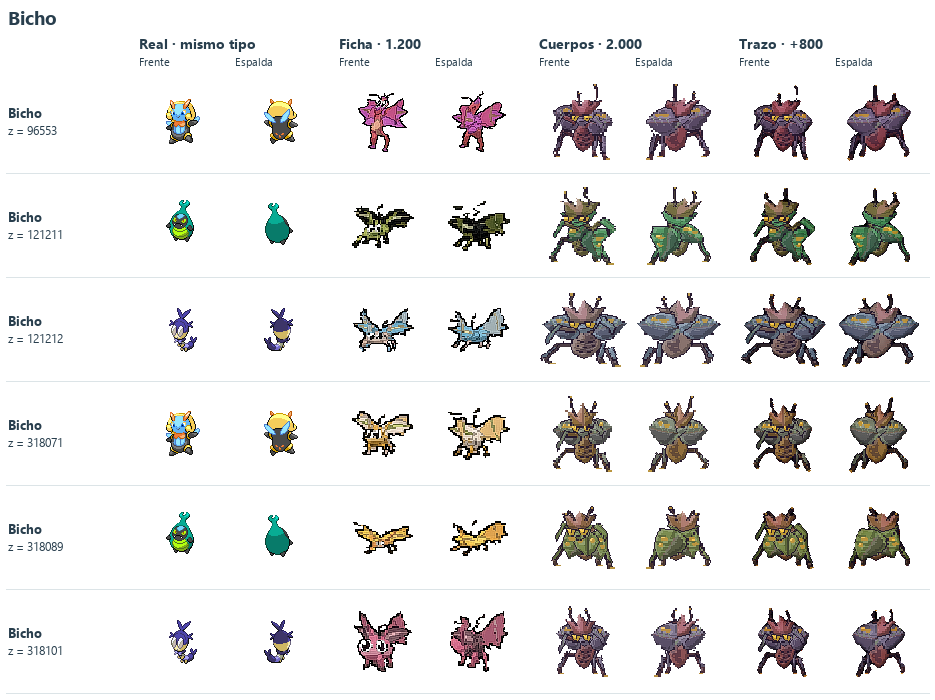 Bicho
Real · mismo tipo
Ficha · 1.200
Cuerpos · 2.000
Trazo · +800
Frente Espalda Frente Espalda Frente Espalda Frente Espalda
Bicho
z = 96553
Bicho
z = 121211
Bicho
z = 121212
Bicho
z = 318071
Bicho
z = 318089
Bicho
z = 318101